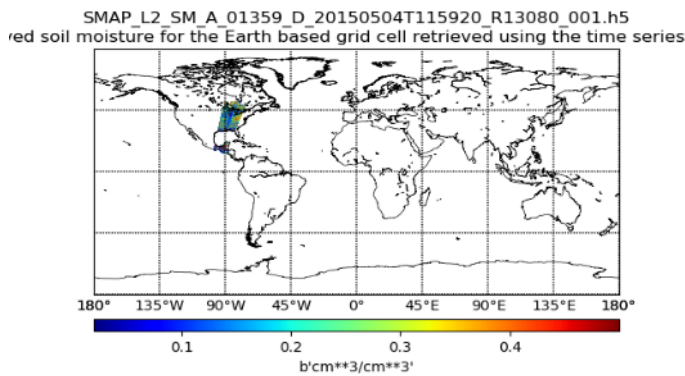 SMAP_L2_SM_A_01359_D_20150504T115920_R13080_001.h5
soil moisture for the Earth based grid cell retrieved using the time series
180° 135°W 90°W 45°W 0° 45°E 90°E 135°E 180°
0.1 0.2 0.3 0.4
b'cm**3/cm**3'